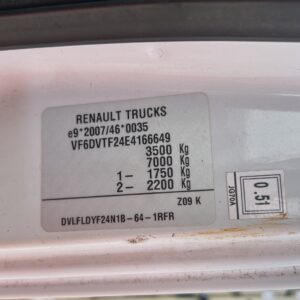 RENAULT TRUCKS
e9*2007/46*0035
VF6DVTF24E4166649
3500 Kg
7000 Kg
1- 1750 Kg
2- 2200 Kg
Z09 K
DVLFLDYF24N1B-64-1RFR
JG70A
0.51